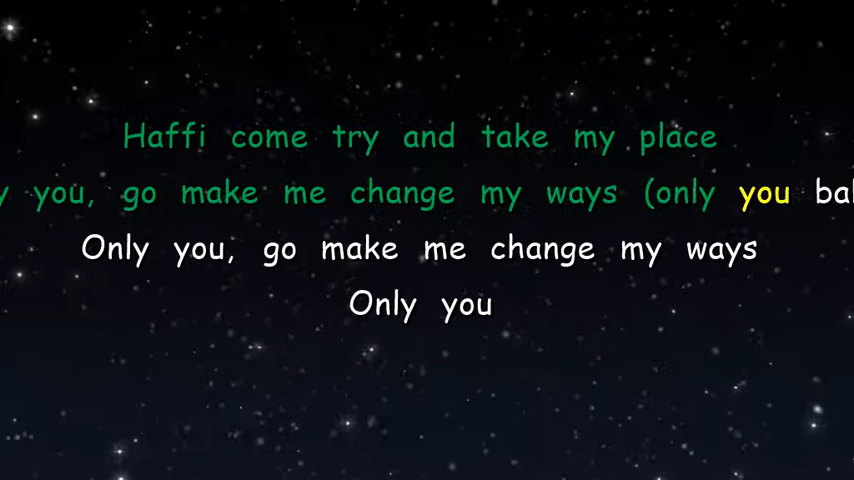 Haffi come try and take my place
you, go make me change my ways (only you
Only you, go make me change my ways
Only you